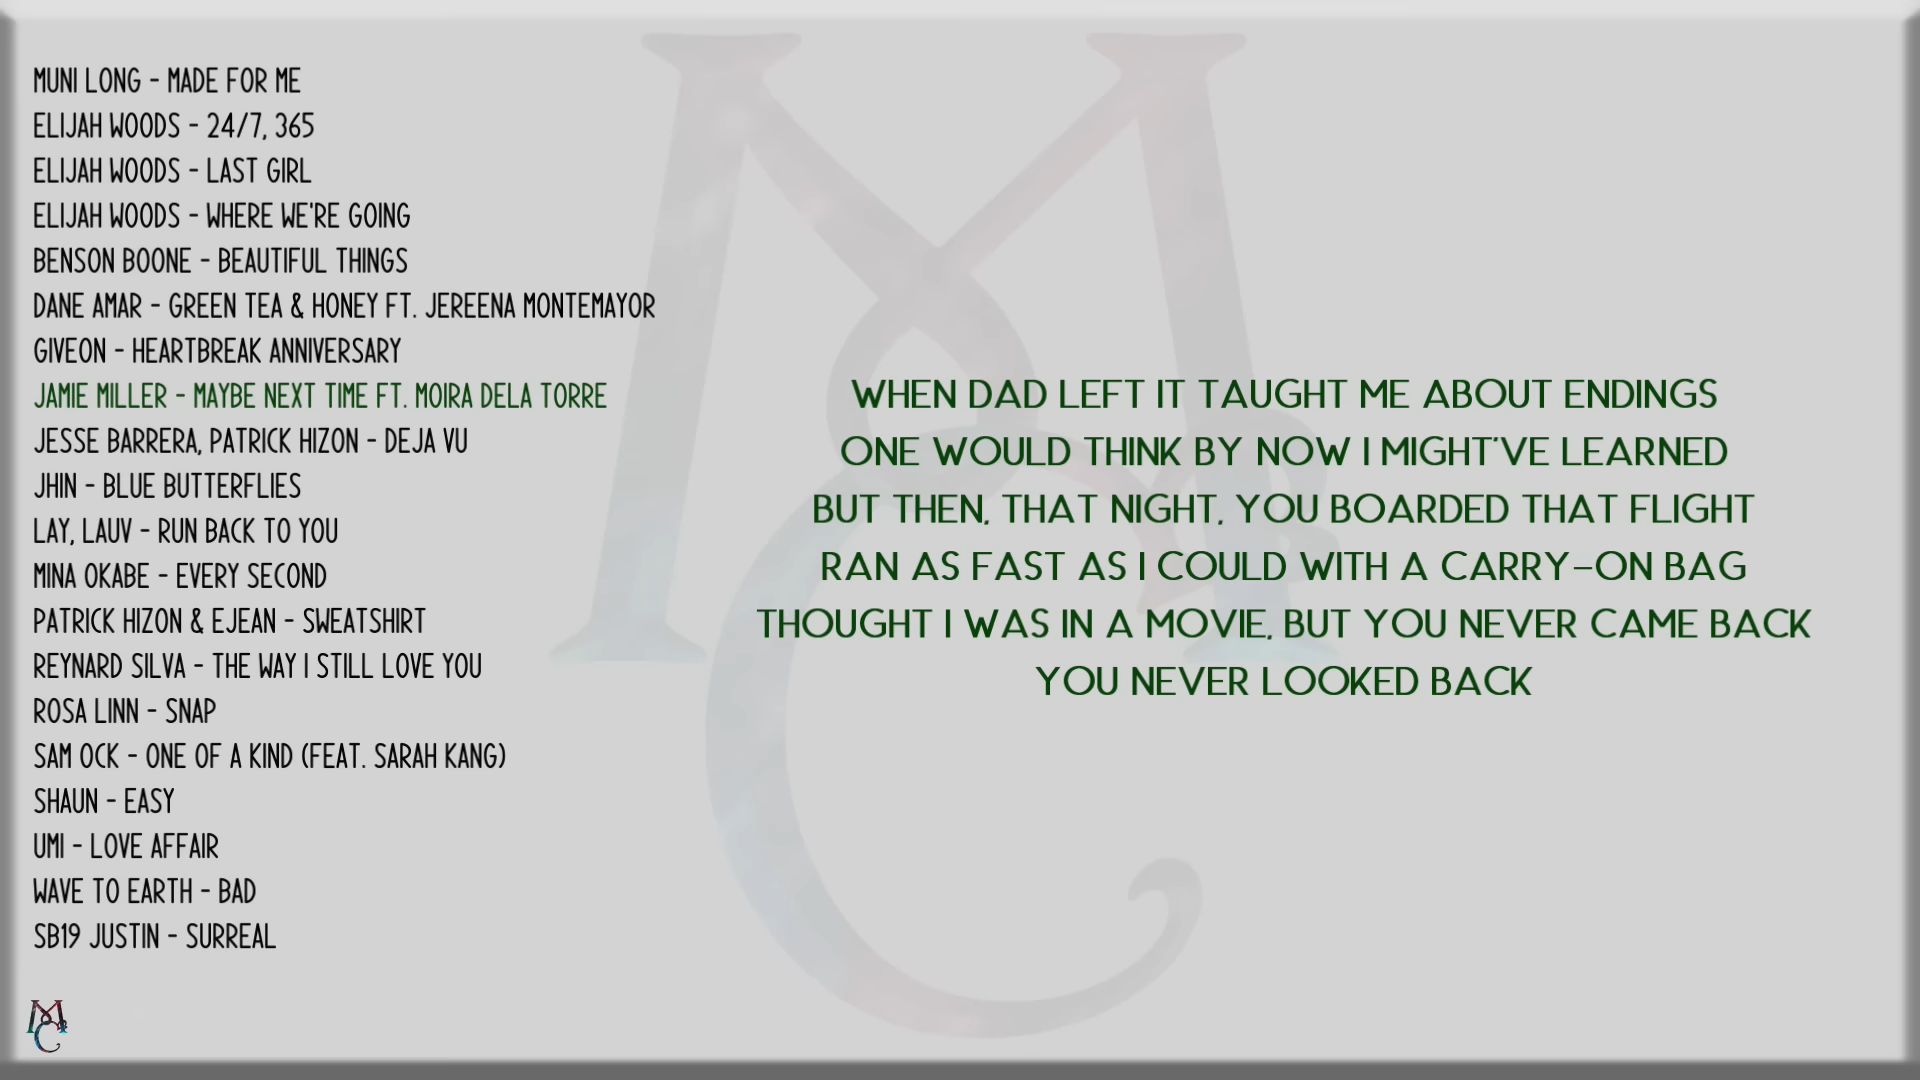 MUNI LONG - MADE FOR ME
ELIJAH WOODS - 24/7, 365
ELIJAH WOODS - LAST GIRL
ELIJAH WOODS - WHERE WE'RE GOING
BENSON BOONE - BEAUTIFUL THINGS
DANE AMAR - GREEN TEA & HONEY FT. JEREENA MONTEMAYOR
GIVEON - HEARTBREAK ANNIVERSARY
JAMIE MILLER - MAYBE NEXT TIME FT. MOIRA DELA TORRE
JESSE BARRERA, PATRICK HIZON - DEJA VU
JHIN - BLUE BUTTERFLIES
LAY, LAUV - RUN BACK TO YOU
MINA OKABE - EVERY SECOND
PATRICK HIZON & EJEAN - SWEATSHIRT
REYNARD SILVA - THE WAY I STILL LOVE YOU
ROSA LINN - SNAP
SAM OCK - ONE OF A KIND (FEAT. SARAH KANG)
SHAUN - EASY
UMI - LOVE AFFAIR
WAVE TO EARTH - BAD
SB19 JUSTIN - SURREAL
WHEN DAD LEFT IT TAUGHT ME ABOUT ENDINGS
ONE WOULD THINK BY NOW I MIGHT'VE LEARNED
BUT THEN, THAT NIGHT, YOU BOARDED THAT FLIGHT
RAN AS FAST AS I COULD WITH A CARRY-ON BAG
THOUGHT I WAS IN A MOVIE, BUT YOU NEVER CAME BACK
YOU NEVER LOOKED BACK
MC